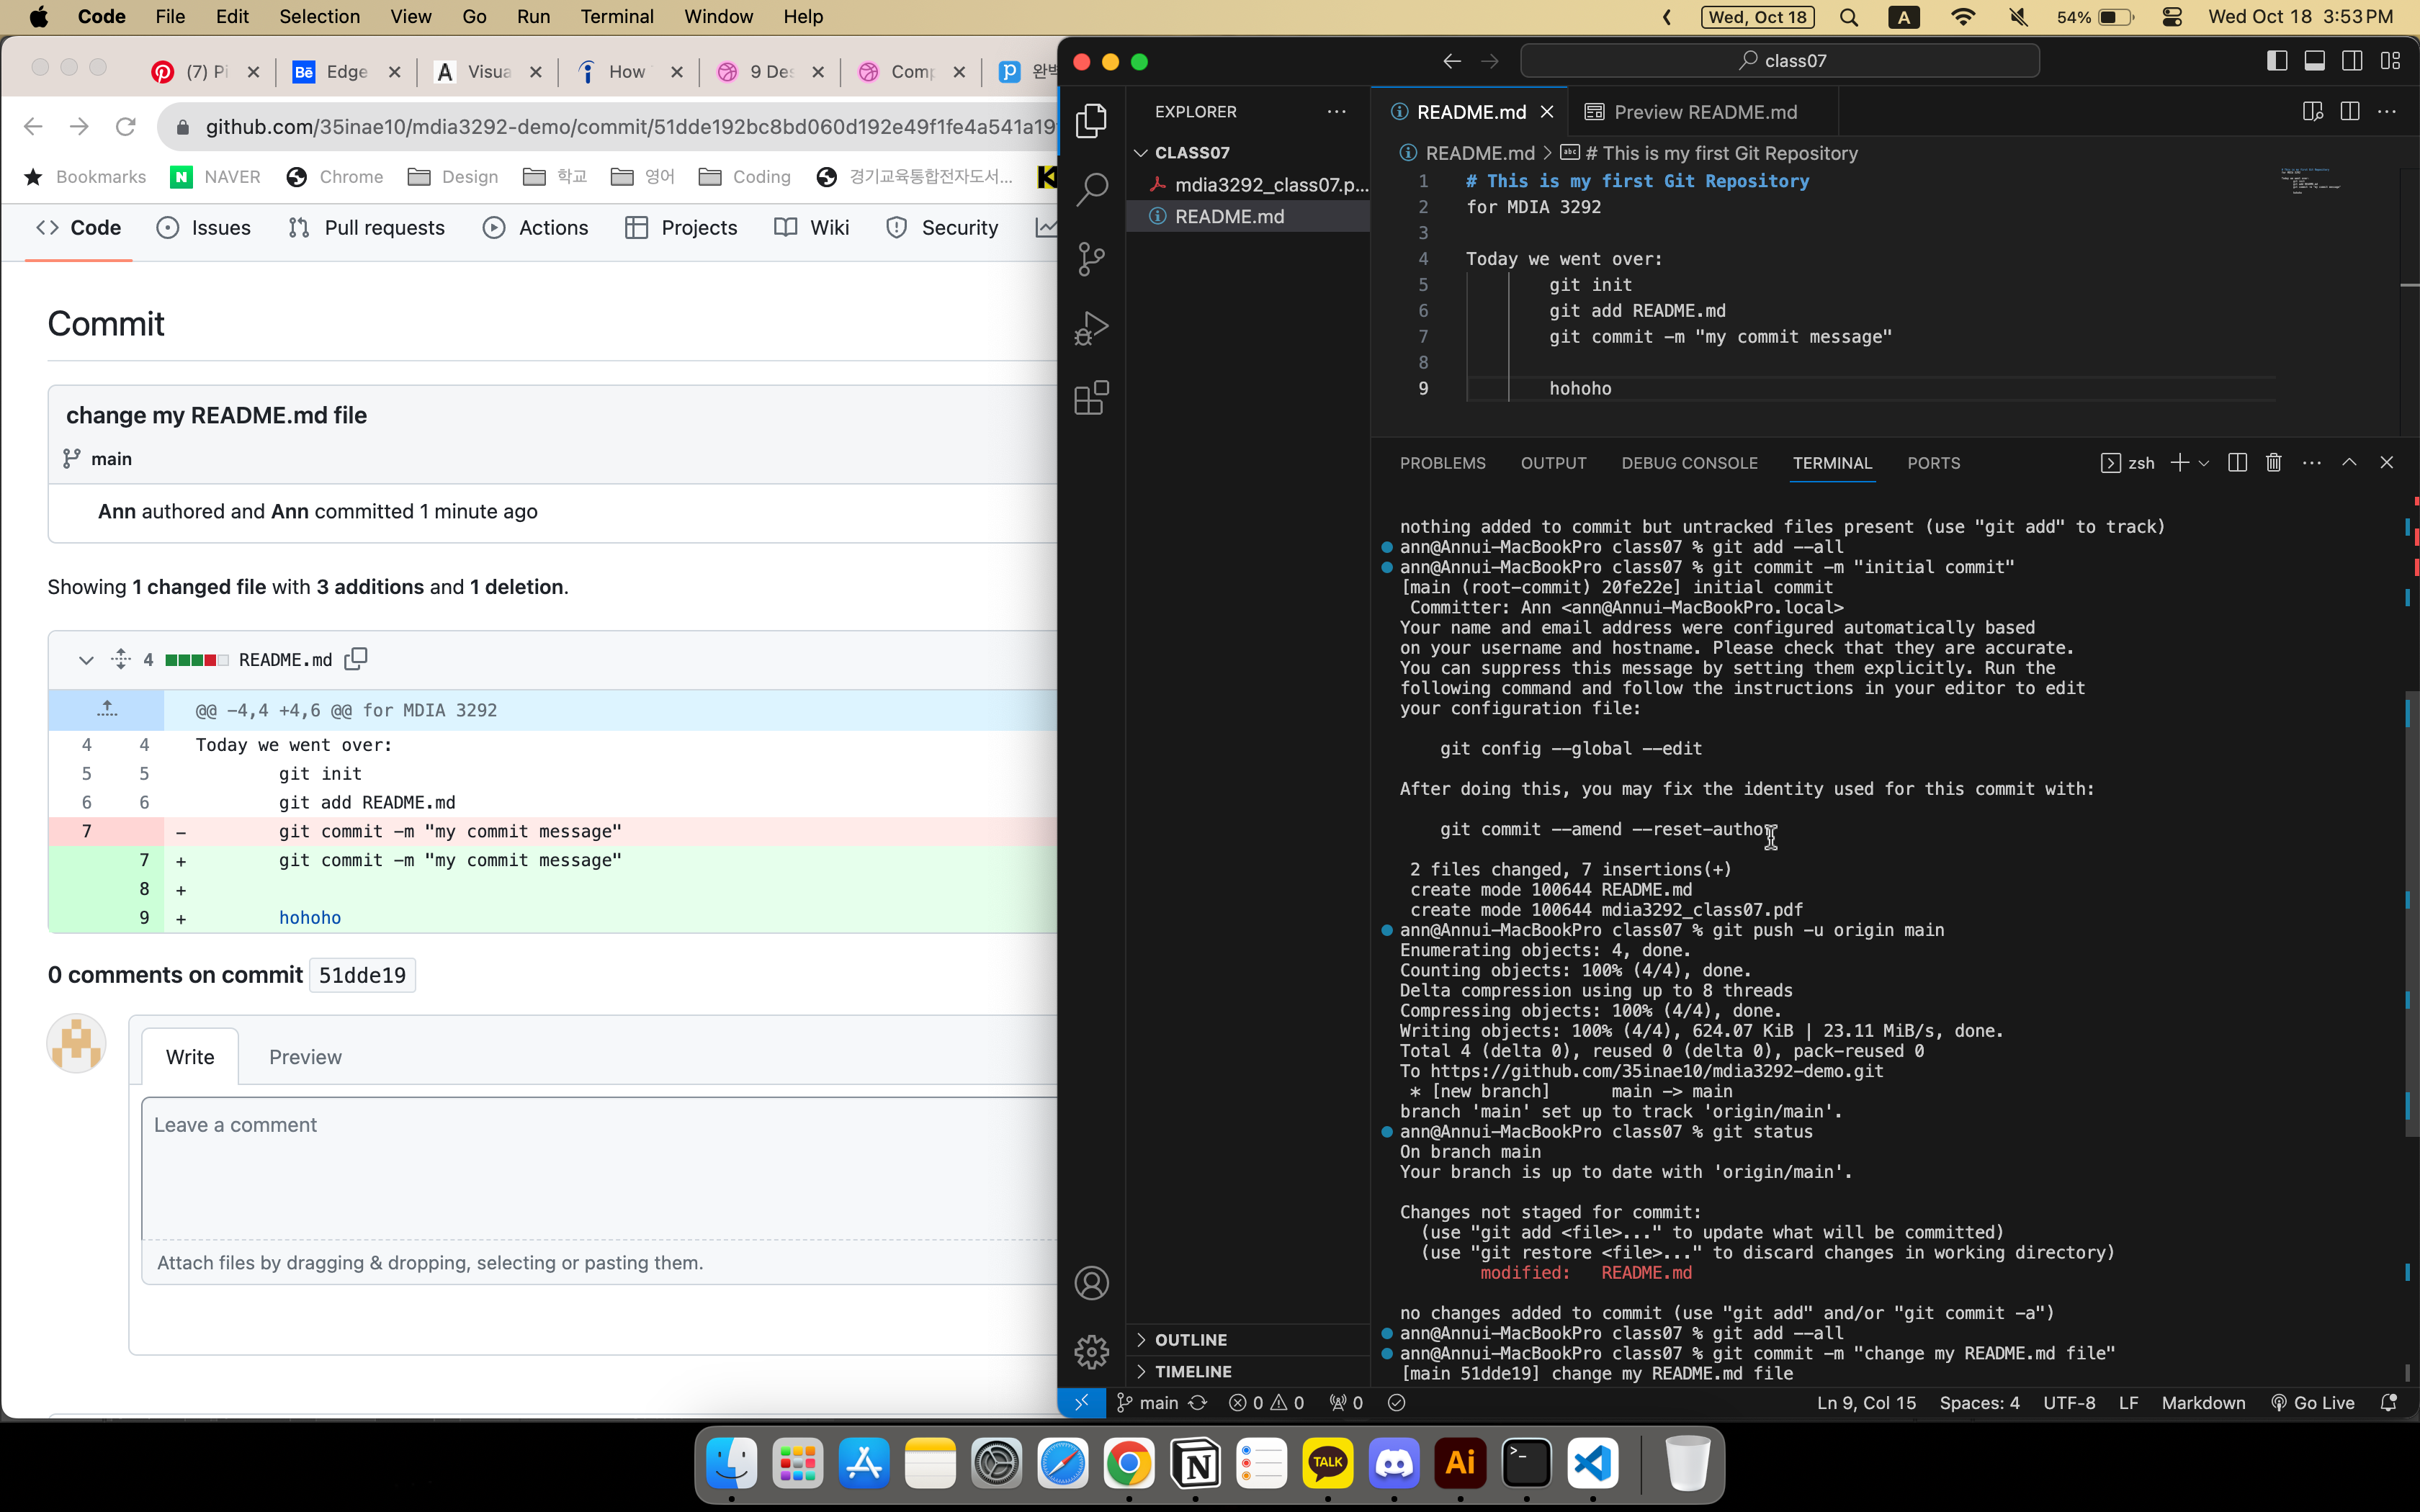 Code File Edit Selection View Go Run Terminal Window Help
Wed, Oct 18 A 54% Wed Oct 18 3:53 PM
(7) Pi Bē Edge A Visua How 9 Des Comp 완벽
github.com/35inae10/mdia3292-demo/commit/51dde192bc8bd060d192e49f1fe4a541a19
Bookmarks N NAVER Chrome Design 학교 영어 Coding 경기교육통합전자도서... K
Code Issues Pull requests Actions Projects Wiki Security
Commit
change my README.md file
main
Ann authored and Ann committed 1 minute ago
Showing 1 changed file with 3 additions and 1 deletion.
4 README.md
@@ -4,4 +4,6 @@ for MDIA 3292
4 4 Today we went over:
5 5 git init
6 6 git add README.md
7 - git commit -m "my commit message"
7 + git commit -m "my commit message"
8 +
9 + hohoho
0 comments on commit 51dde19
Write Preview
Leave a comment
Attach files by dragging & dropping, selecting or pasting them.
class07
EXPLORER
CLASS07
mdia3292_class07.p...
README.md
OUTLINE
TIMELINE
README.md Preview README.md
README.md > # This is my first Git Repository
1 # This is my first Git Repository
2 for MDIA 3292
3
4 Today we went over:
5 git init
6 git add README.md
7 git commit -m "my commit message"
8
9 hohoho
PROBLEMS OUTPUT DEBUG CONSOLE TERMINAL PORTS zsh
nothing added to commit but untracked files present (use "git add" to track)
ann@Annui-MacBookPro class07 % git add --all
ann@Annui-MacBookPro class07 % git commit -m "initial commit"
[main (root-commit) 20fe22e] initial commit
Committer: Ann <ann@Annui-MacBookPro.local>
Your name and email address were configured automatically based
on your username and hostname. Please check that they are accurate.
You can suppress this message by setting them explicitly. Run the
following command and follow the instructions in your editor to edit
your configuration file:
git config --global --edit
After doing this, you may fix the identity used for this commit with:
git commit --amend --reset-author
2 files changed, 7 insertions(+)
create mode 100644 README.md
create mode 100644 mdia3292_class07.pdf
ann@Annui-MacBookPro class07 % git push -u origin main
Enumerating objects: 4, done.
Counting objects: 100% (4/4), done.
Delta compression using up to 8 threads
Compressing objects: 100% (4/4), done.
Writing objects: 100% (4/4), 624.07 KiB | 23.11 MiB/s, done.
Total 4 (delta 0), reused 0 (delta 0), pack-reused 0
To https://github.com/35inae10/mdia3292-demo.git
* [new branch] main -> main
branch 'main' set up to track 'origin/main'.
ann@Annui-MacBookPro class07 % git status
On branch main
Your branch is up to date with 'origin/main'.
Changes not staged for commit:
(use "git add <file>..." to update what will be committed)
(use "git restore <file>..." to discard changes in working directory)
modified: README.md
no changes added to commit (use "git add" and/or "git commit -a")
ann@Annui-MacBookPro class07 % git add --all
ann@Annui-MacBookPro class07 % git commit -m "change my README.md file"
[main 51dde19] change my README.md file
main 0 0 0 Ln 9, Col 15 Spaces: 4 UTF-8 LF Markdown Go Live
TALK Ai